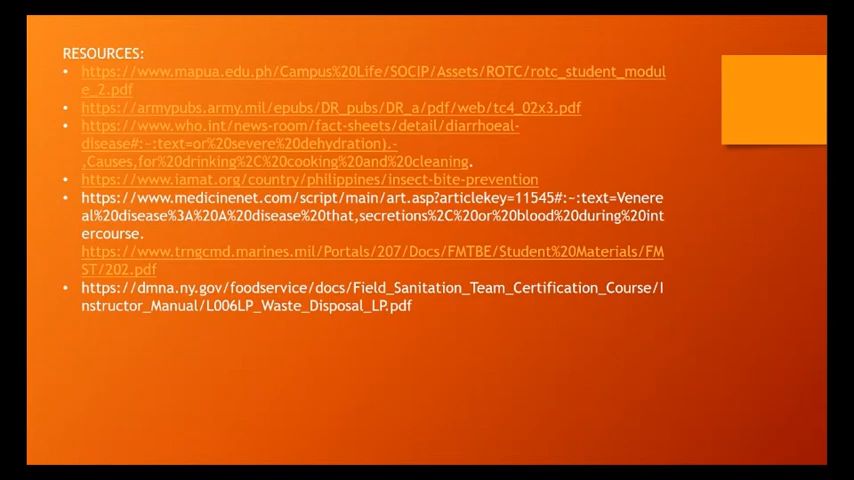 RESOURCES:
• https://www.mapua.edu.ph/Campus%20Life/SOCIP/Assets/ROTC/rotc_student_modul
e_2.pdf
• https://armypubs.army.mil/epubs/DR_pubs/DR_a/pdf/web/tc4_02x3.pdf
• https://www.who.int/news-room/fact-sheets/detail/diarrhoeal-
disease#:~:text=or%20severe%20dehydration).-
,Causes,for%20drinking%2C%20cooking%20and%20cleaning.
• https://www.iamat.org/country/philippines/insect-bite-prevention
• https://www.medicinenet.com/script/main/art.asp?articlekey=11545#:~:text=Venere
al%20disease%3A%20A%20disease%20that,secretions%2C%20or%20blood%20during%20int
ercourse.
https://www.trngcmd.marines.mil/Portals/207/Docs/FMTBE/Student%20Materials/FM
ST/202.pdf
• https://dmna.ny.gov/foodservice/docs/Field_Sanitation_Team_Certification_Course/I
nstructor_Manual/L006LP_Waste_Disposal_LP.pdf